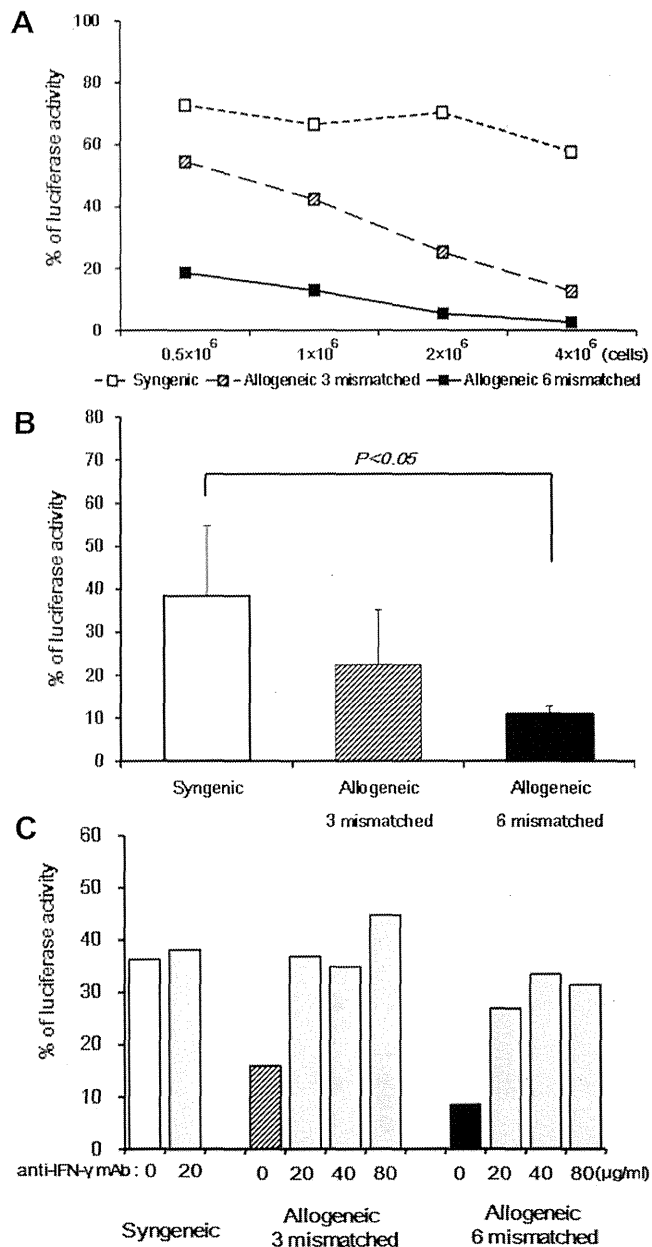 A
% of luciferase activity
100
80
60
40
20
0
0.5×10⁶ 1×10⁶ 2×10⁶ 4×10⁶ (cells)
Syngenic Allogeneic 3 mismatched Allogeneic 6 mismatched
B
% of luciferase activity
80
70
60
50
40
30
20
10
0
P<0.05
Syngenic Allogeneic Allogeneic
3 mismatched 6 mismatched
C
% of luciferase activity
60
50
40
30
20
10
0
anti-IFN-γ mAb : 0 20 0 20 40 80 0 20 40 80 (μg/ml)
Syngeneic Allogeneic Allogeneic
3 mismatched 6 mismatched